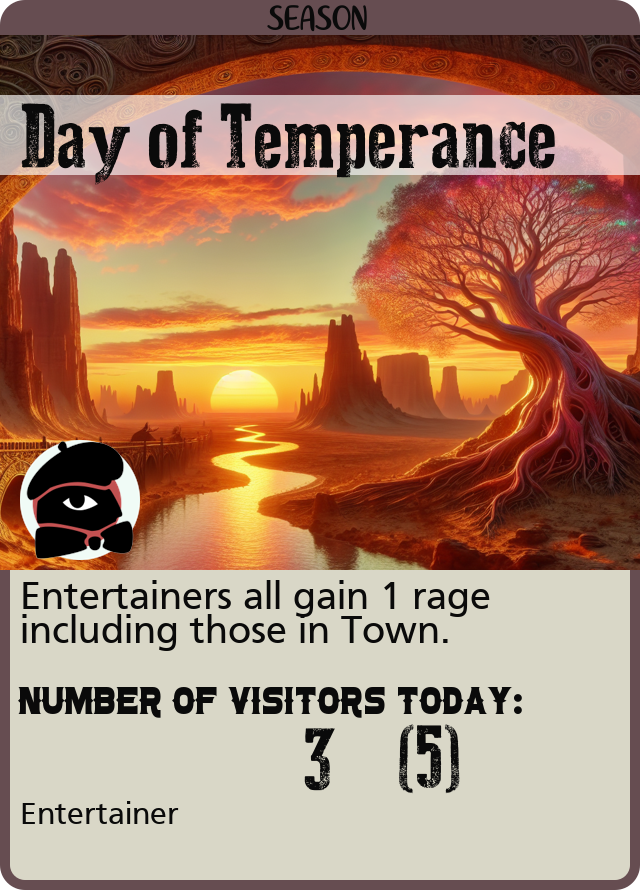 SEASON
Day of Temperance
Entertainers all gain 1 rage
including those in Town.
NUMBER OF VISITORS TODAY:
3 (5)
Entertainer